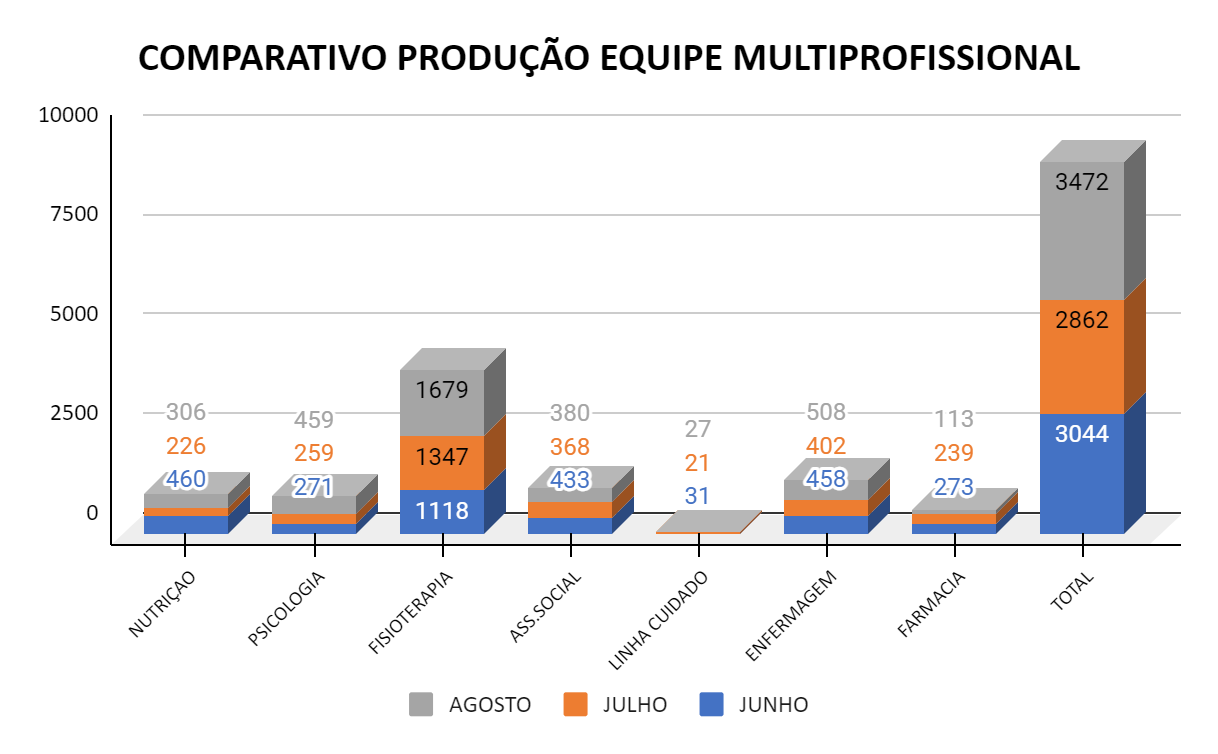 COMPARATIVO PRODUÇÃO EQUIPE MULTIPROFISSIONAL
10000
7500
5000
2500
0
306
226
460
459
259
271
1679
1347
1118
380
368
433
27
21
31
508
402
458
113
239
273
3472
2862
3044
NUTRIÇAO
PSICOLOGIA
FISIOTERAPIA
ASS.SOCIAL
LINHA CUIDADO
ENFERMAGEM
FARMACIA
TOTAL
AGOSTO JULHO JUNHO